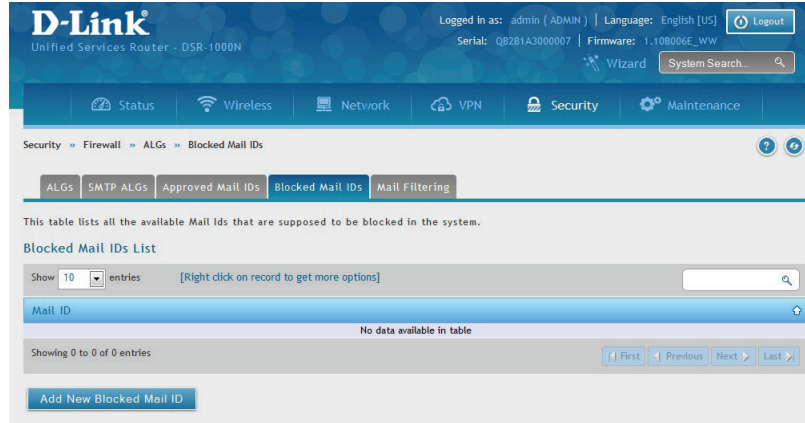 D-Link
Unified Services Router - DSR-1000N
Logged in as: admin ( ADMIN ) | Language: English [US]
Logout
Serial: QB2B1A3000007 | Firmware: 1.10B006E_WW
Wizard
System Search...
Status
Wireless
Network
VPN
Security
Maintenance
Security » Firewall » ALGs » Blocked Mail IDs
ALGs
SMTP ALGs
Approved Mail IDs
Blocked Mail IDs
Mail Filtering
This table lists all the available Mail Ids that are supposed to be blocked in the system.
Blocked Mail IDs List
Show 10 entries
[Right click on record to get more options]
Mail ID
No data available in table
Showing 0 to 0 of 0 entries
First
Previous
Next
Last
Add New Blocked Mail ID